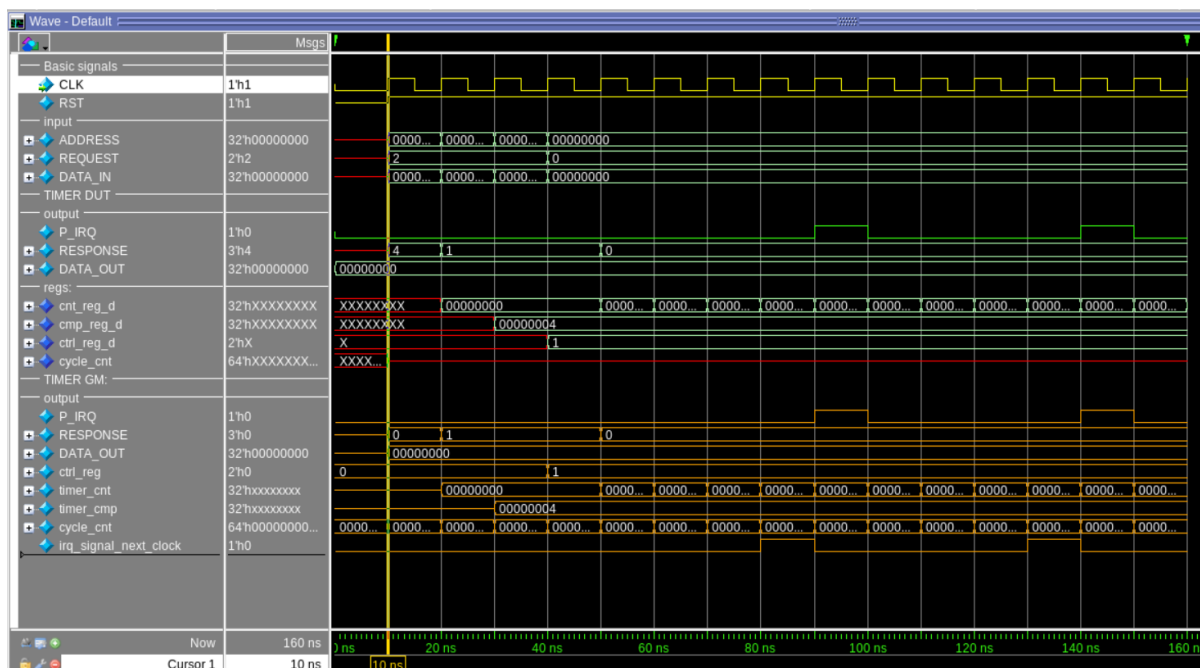 Wave - Default
Msgs
Basic signals
CLK 1'h1
RST 1'h1
input
ADDRESS 32'h00000000 0000... 0000... 0000... 00000000
REQUEST 2'h2 2 0
DATA_IN 32'h00000000 0000... 0000... 0000... 00000000
TIMER DUT
output
P_IRQ 1'h0
RESPONSE 3'h4 4 1 0
DATA_OUT 32'h00000000 00000000
regs:
cnt_reg_d 32'hXXXXXXXX XXXXXXXX 00000000 0000... 0000... 0000... 0000... 0000... 0000... 0000... 0000... 0000... 0000... 0000...
cmp_reg_d 32'hXXXXXXXX XXXXXXXX 00000004
ctrl_reg_d 2'hX X 1
cycle_cnt 64'hXXXXXXX... XXXX...
TIMER GM:
output
P_IRQ 1'h0
RESPONSE 3'h0 0 1 0
DATA_OUT 32'h00000000 00000000
ctrl_reg 2'h0 0 1
timer_cnt 32'hxxxxxxxx 00000000 0000... 0000... 0000... 0000... 0000... 0000... 0000... 0000... 0000... 0000... 0000...
timer_cmp 32'hxxxxxxxx 00000004
cycle_cnt 64'h00000000... 0000... 0000... 0000... 0000... 0000... 0000... 0000... 0000... 0000... 0000... 0000... 0000... 0000... 0000... 0000... 0000...
irq_signal_next_clock 1'h0
Now 160 ns ns 20 ns 40 ns 60 ns 80 ns 100 ns 120 ns 140 ns 160 n
Cursor 1 10 ns 10 ns